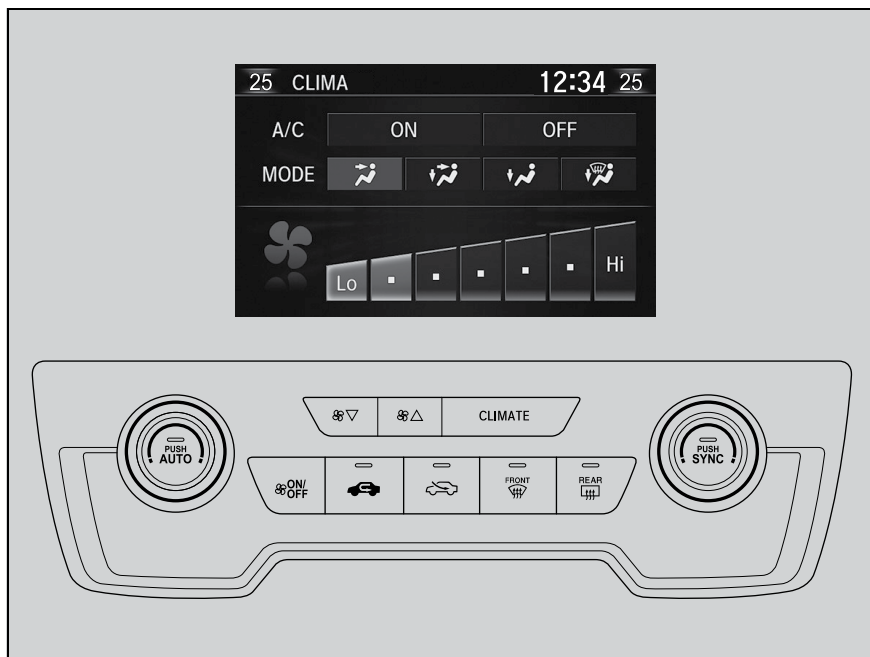 25 CLIMA 12:34 25
A/C ON OFF
MODE
Lo Hi
CLIMATE
PUSH
AUTO
PUSH
SYNC
ON/
OFF
FRONT
REAR